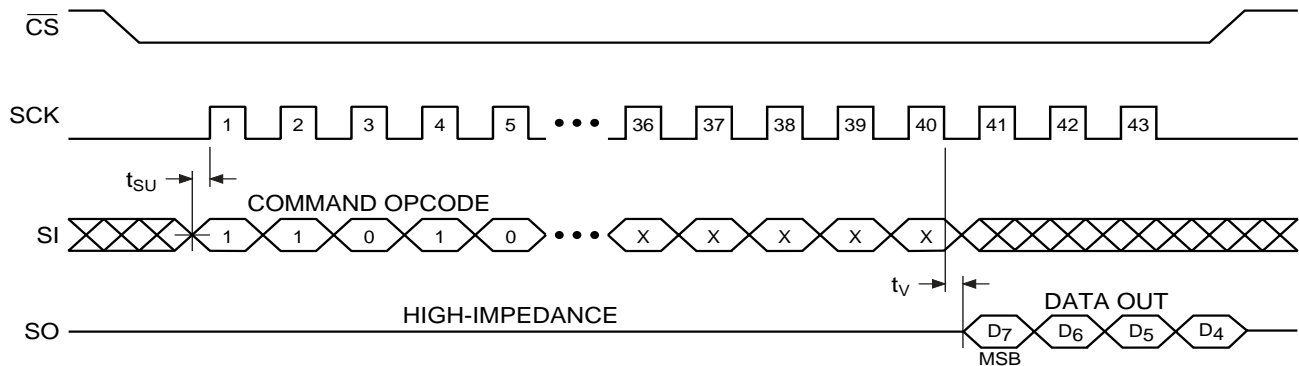 CS
SCK 1 2 3 4 5 ••• 36 37 38 39 40 41 42 43
tSU
COMMAND OPCODE
SI 1 1 0 1 0 ••• X X X X X
tV
HIGH-IMPEDANCE
DATA OUT
SO D7 D6 D5 D4
MSB